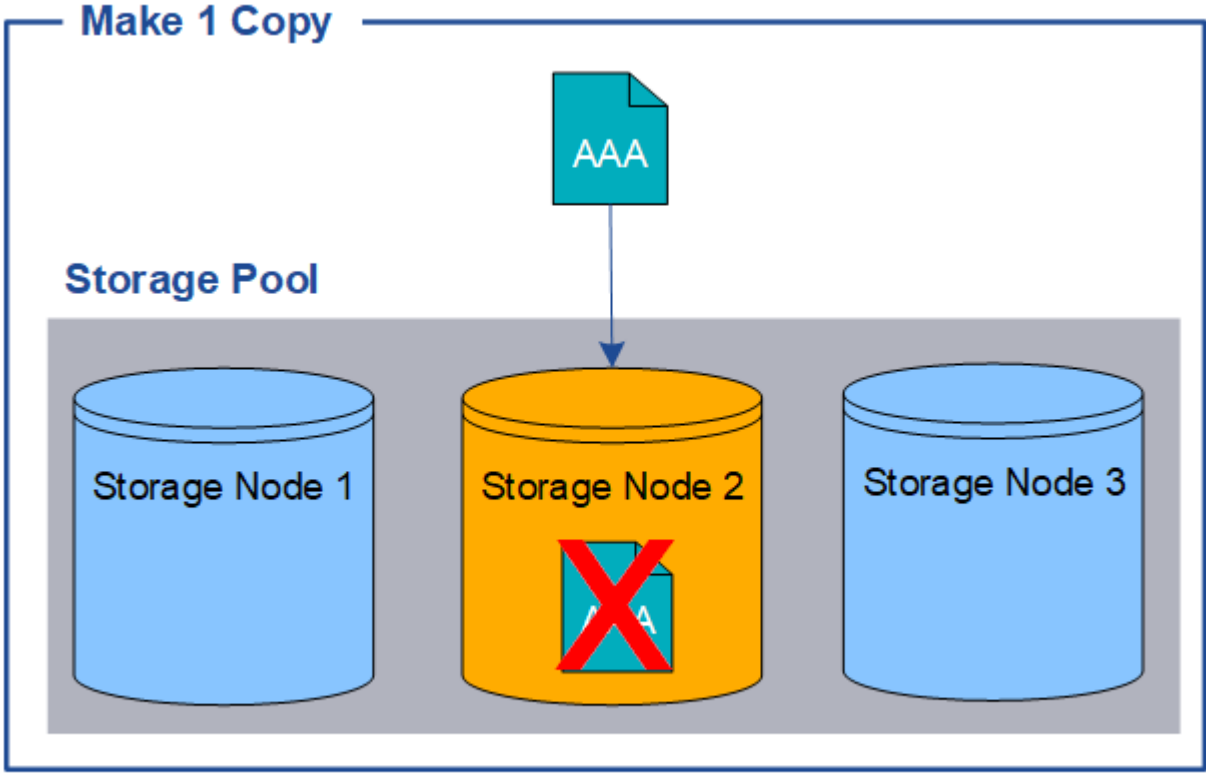 Make 1 Copy
AAA
Storage Pool
Storage Node 1
Storage Node 2
Storage Node 3